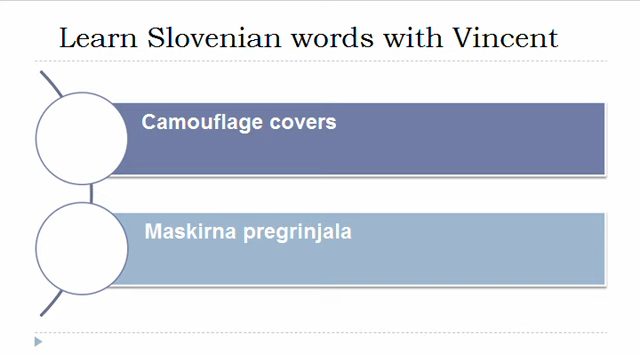 Learn Slovenian words with Vincent
Camouflage covers
Maskirna pregrinjala